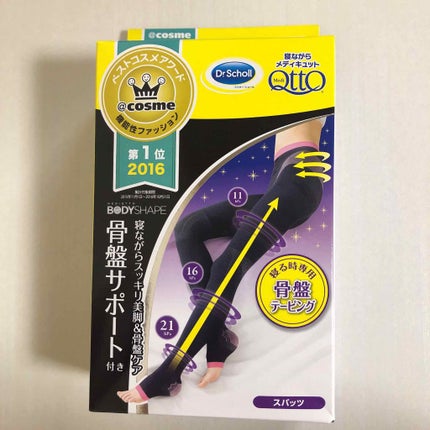 @cosme
ベストコスメアワード
@cosme
機能性ファッション
第1位
2016
Dr Scholl
寝ながら
メディキュット
Medi QttO
BODYSHAPE
骨盤サポート付き
寝ながらスッキリ美脚&骨盤ケア
11
hPa
16
hPa
21
hPa
寝る時専用
骨盤
テーピング
スパッツ